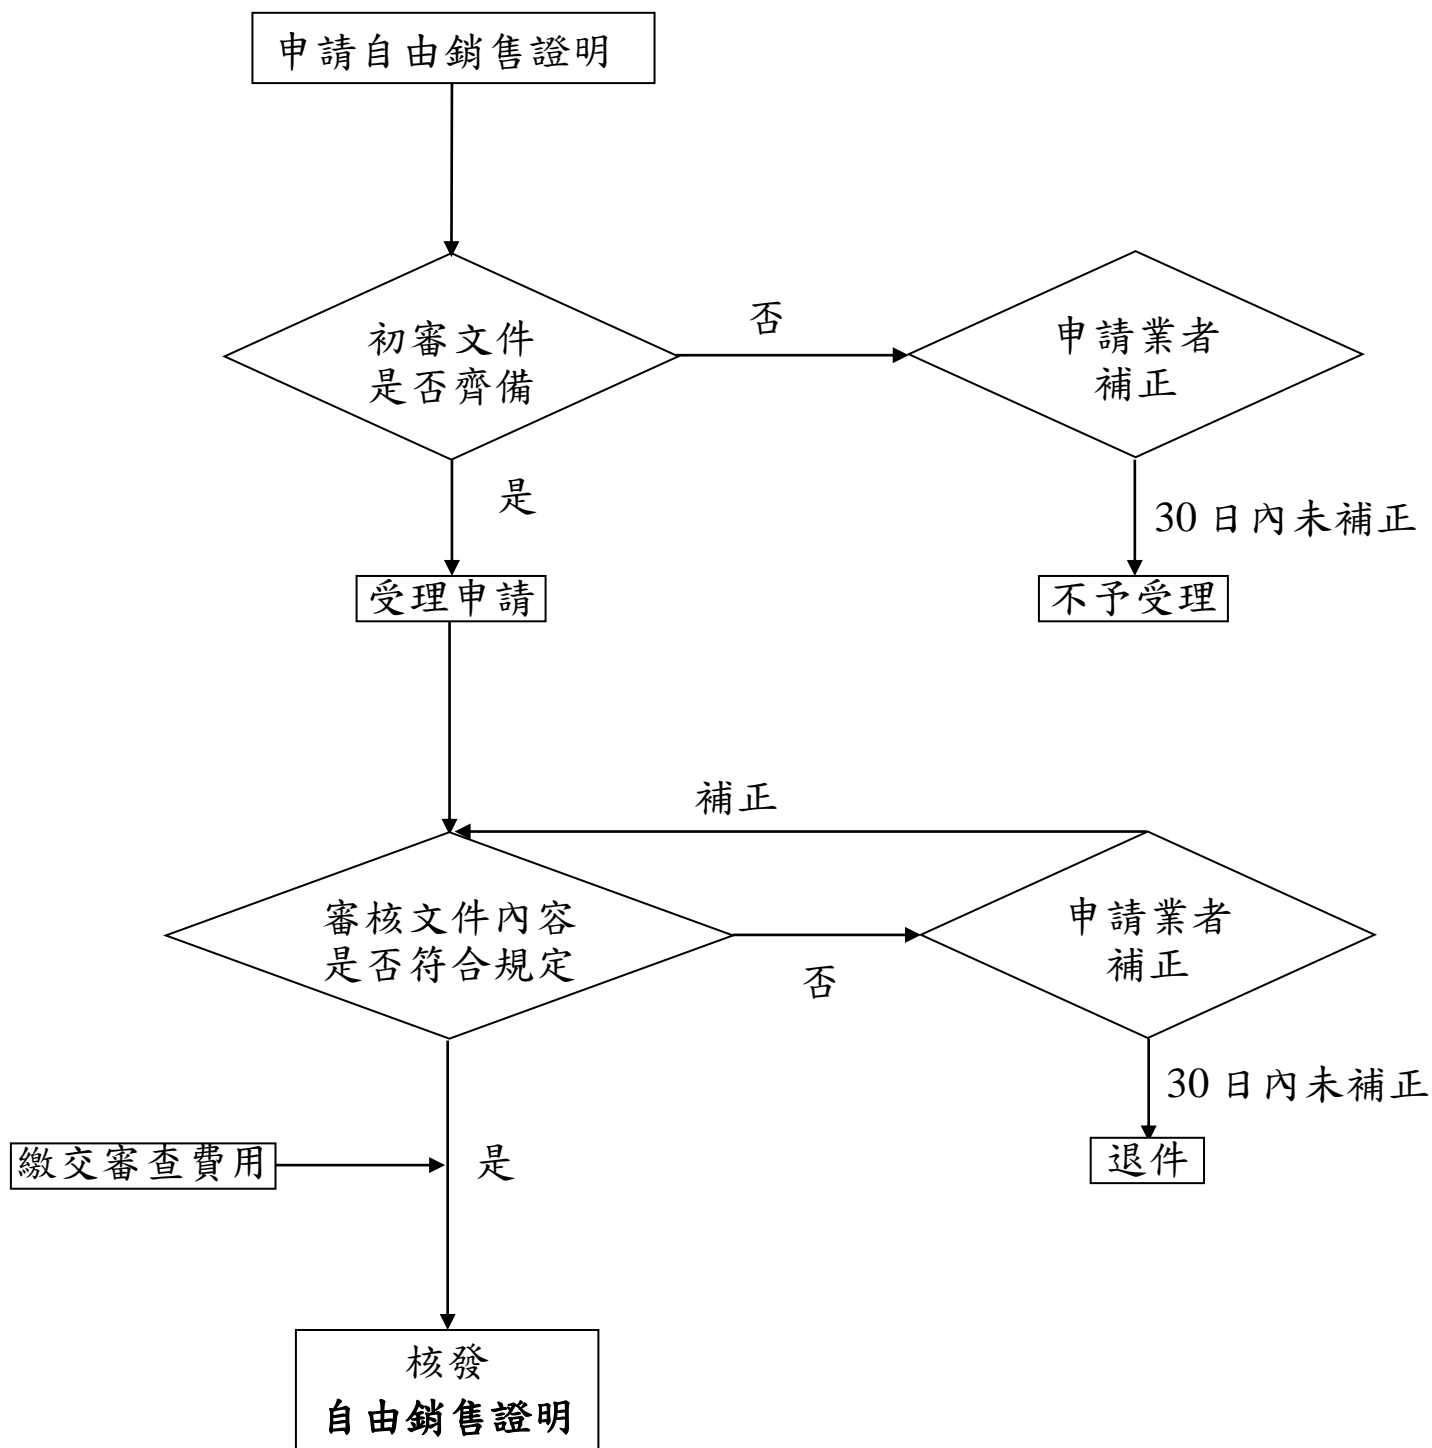 申請自由銷售證明
初審文件
是否齊備
否
申請業者
補正
是
30 日內未補正
受理申請
不予受理
補正
審核文件內容
是否符合規定
否
申請業者
補正
30 日內未補正
繳交審查費用
是
退件
核發
自由銷售證明